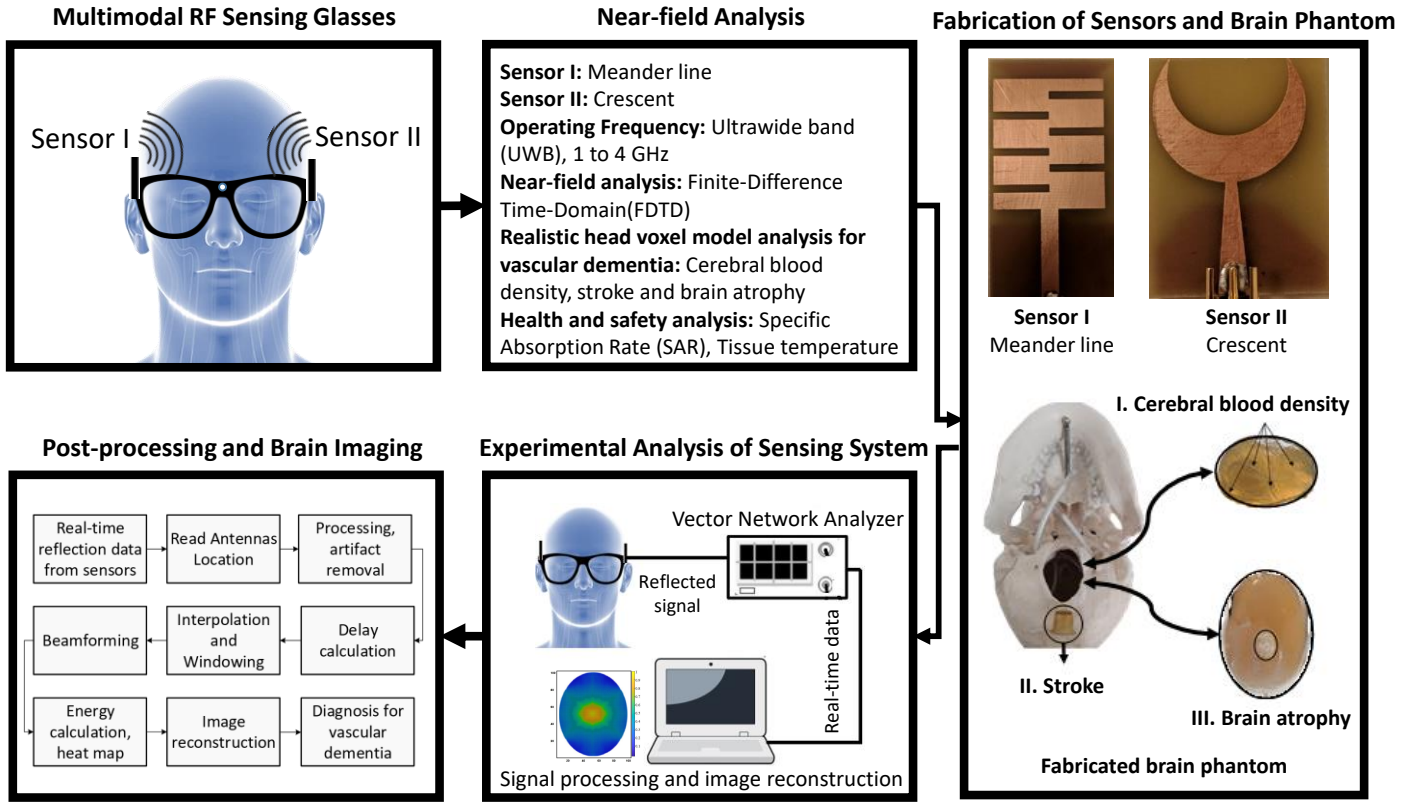 Multimodal RF Sensing Glasses
Sensor I
Sensor II
Near-field Analysis
Sensor I: Meander line
Sensor II: Crescent
Operating Frequency: Ultrawide band
(UWB), 1 to 4 GHz
Near-field analysis: Finite-Difference
Time-Domain(FDTD)
Realistic head voxel model analysis for
vascular dementia: Cerebral blood
density, stroke and brain atrophy
Health and safety analysis: Specific
Absorption Rate (SAR), Tissue temperature
Fabrication of Sensors and Brain Phantom
Sensor I
Meander line
Sensor II
Crescent
I. Cerebral blood density
II. Stroke
III. Brain atrophy
Fabricated brain phantom
Experimental Analysis of Sensing System
Vector Network Analyzer
Reflected
signal
Real-time data
Signal processing and image reconstruction
Post-processing and Brain Imaging
Real-time
reflection data
from sensors
Read Antennas
Location
Processing,
artifact
removal
Delay
calculation
Interpolation
and
Windowing
Beamforming
Energy
calculation,
heat map
Image
reconstruction
Diagnosis for
vascular
dementia